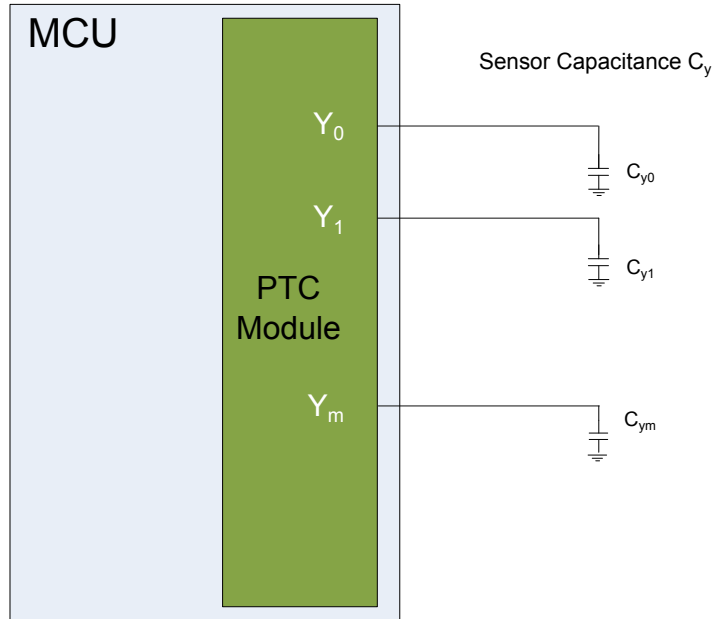 MCU
Sensor Capacitance Cy
Y0
Cy0
Y1
Cy1
PTC
Module
Ym
Cym